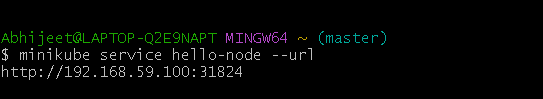 Abhijeet@LAPTOP-Q2E9NAPT MINGW64 ~ (master)
$ minikube service hello-node --url
http://192.168.59.100:31824